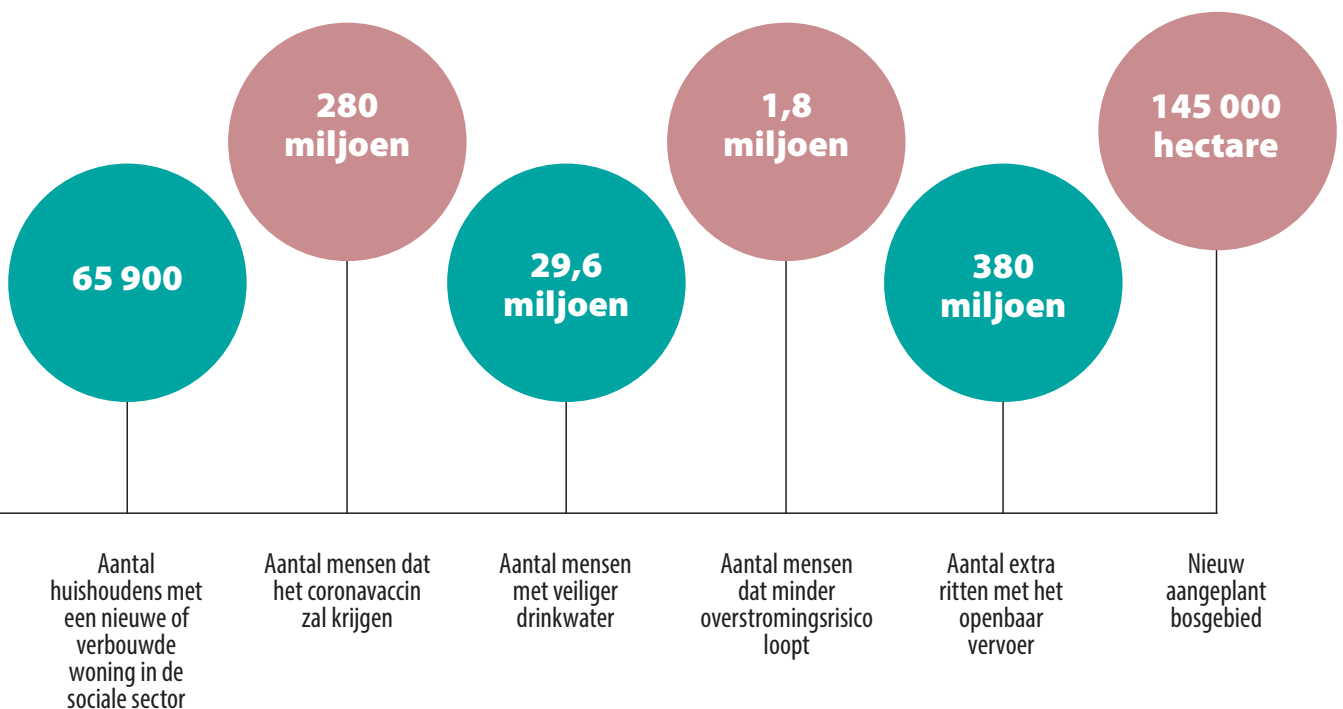 65 900
Aantal
huishoudens met
een nieuwe of
verbouwde
woning in de
sociale sector
280
miljoen
Aantal mensen dat
het coronavaccin
zal krijgen
29,6
miljoen
Aantal mensen
met veiliger
drinkwater
1,8
miljoen
Aantal mensen
dat minder
overstromingsrisico
loopt
380
miljoen
Aantal extra
ritten met het
openbaar
vervoer
145 000
hectare
Nieuw
aangeplant
bosgebied